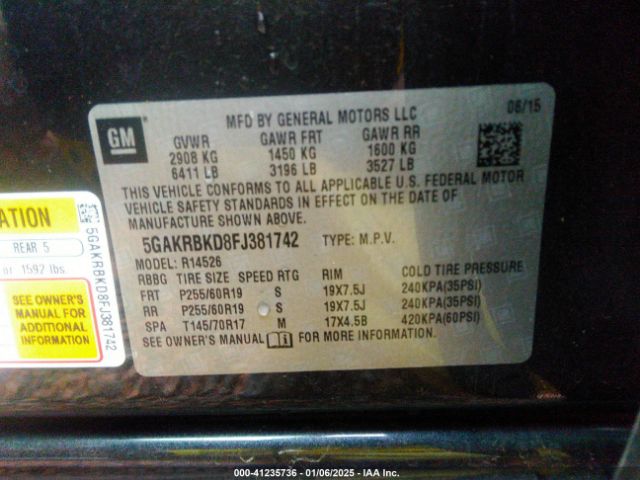 GM
MFD BY GENERAL MOTORS LLC 06/15
GVWR GAWR FRT GAWR RR
2908 KG 1450 KG 1600 KG
6411 LB 3196 LB 3527 LB
THIS VEHICLE CONFORMS TO ALL APPLICABLE U.S. FEDERAL MOTOR
VEHICLE SAFETY STANDARDS IN EFFECT ON THE DATE OF
MANUFACTURE SHOWN ABOVE.
5GAKRBKD8FJ381742 TYPE: M.P.V.
MODEL: R14526
RBBG TIRE SIZE SPEED RTG RIM COLD TIRE PRESSURE
FRT P255/60R19 S 19X7.5J 240KPA(35PSI)
RR P255/60R19 S 19X7.5J 240KPA(35PSI)
SPA T145/70R17 M 17X4.5B 420KPA(60PSI)
SEE OWNER'S MANUAL FOR MORE INFORMATION.
ATION
REAR 5
or 1592 lbs.
SEE OWNER'S
MANUAL FOR
ADDITIONAL
INFORMATION
5GAKRBKD8FJ381742
000-41235736 - 01/06/2025 - IAA Inc.